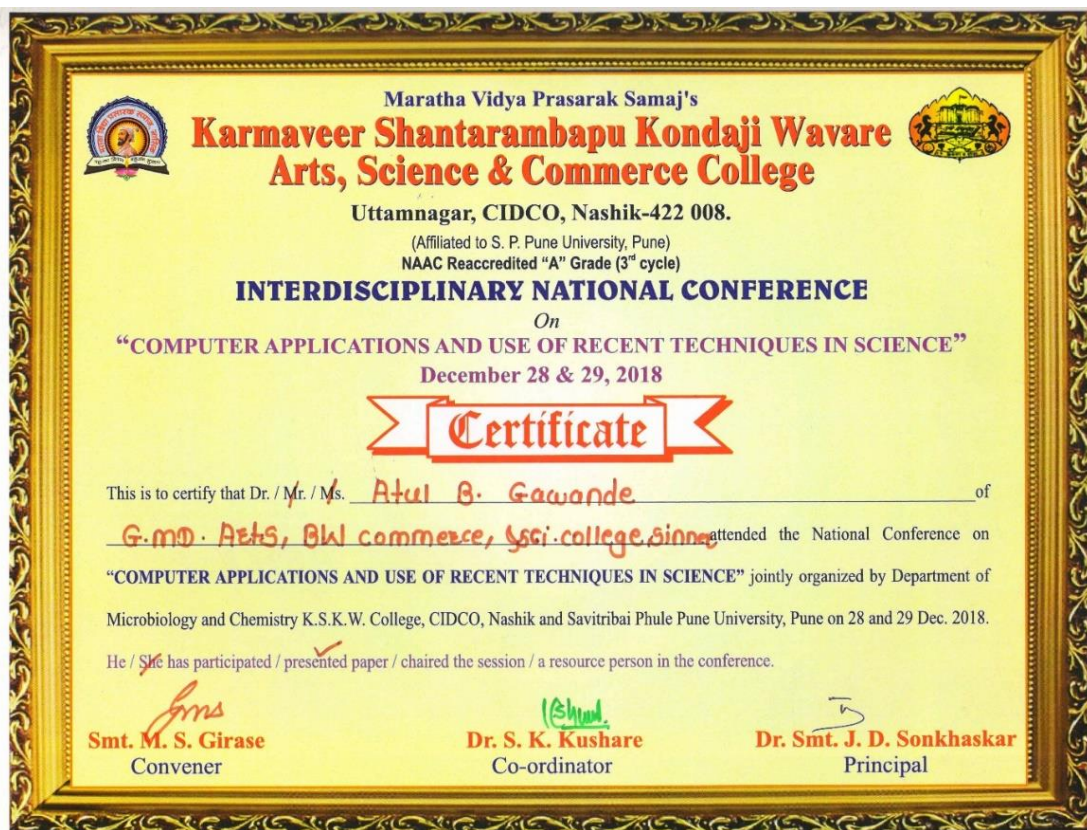 Maratha Vidya Prasarak Samaj's
Karmaveer Shantarambapu Kondaji Wavare
Arts, Science & Commerce College
Uttamnagar, CIDCO, Nashik-422 008.
(Affiliated to S. P. Pune University, Pune)
NAAC Reaccredited “A” Grade (3rd cycle)
INTERDISCIPLINARY NATIONAL CONFERENCE
On
“COMPUTER APPLICATIONS AND USE OF RECENT TECHNIQUES IN SCIENCE”
December 28 & 29, 2018
Certificate
This is to certify that Dr. / Mr. / Ms. Atul B. Gawande of
G.MD. Arts, BW commerce, & sci. college, sinnar attended the National Conference on
“COMPUTER APPLICATIONS AND USE OF RECENT TECHNIQUES IN SCIENCE” jointly organized by Department of
Microbiology and Chemistry K.S.K.W. College, CIDCO, Nashik and Savitribai Phule Pune University, Pune on 28 and 29 Dec. 2018.
He / She has participated / presented paper / chaired the session / a resource person in the conference.
Smt. M. S. Girase Dr. S. K. Kushare Dr. Smt. J. D. Sonkhaskar
Convener Co-ordinator Principal